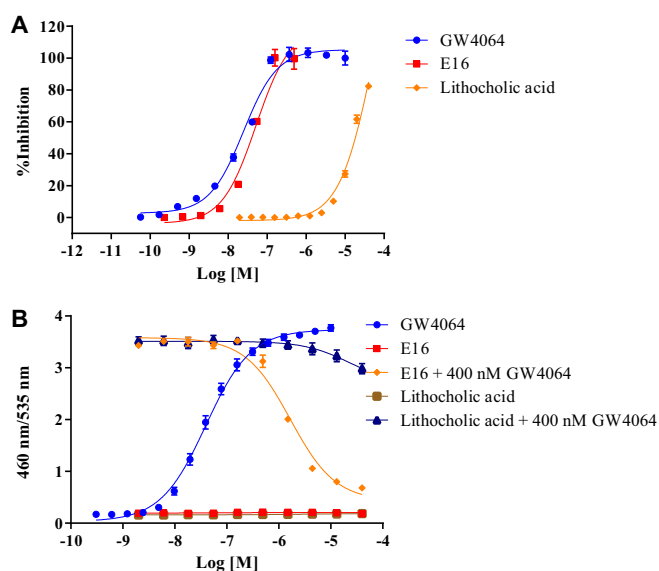 A
%Inhibition
120
100
80
60
40
20
0
-12 -11 -10 -9 -8 -7 -6 -5 -4
Log [M]
GW4064
E16
Lithocholic acid
B
460 nm/535 nm
4
3
2
1
0
-10 -9 -8 -7 -6 -5 -4
Log [M]
GW4064
E16
E16 + 400 nM GW4064
Lithocholic acid
Lithocholic acid + 400 nM GW4064